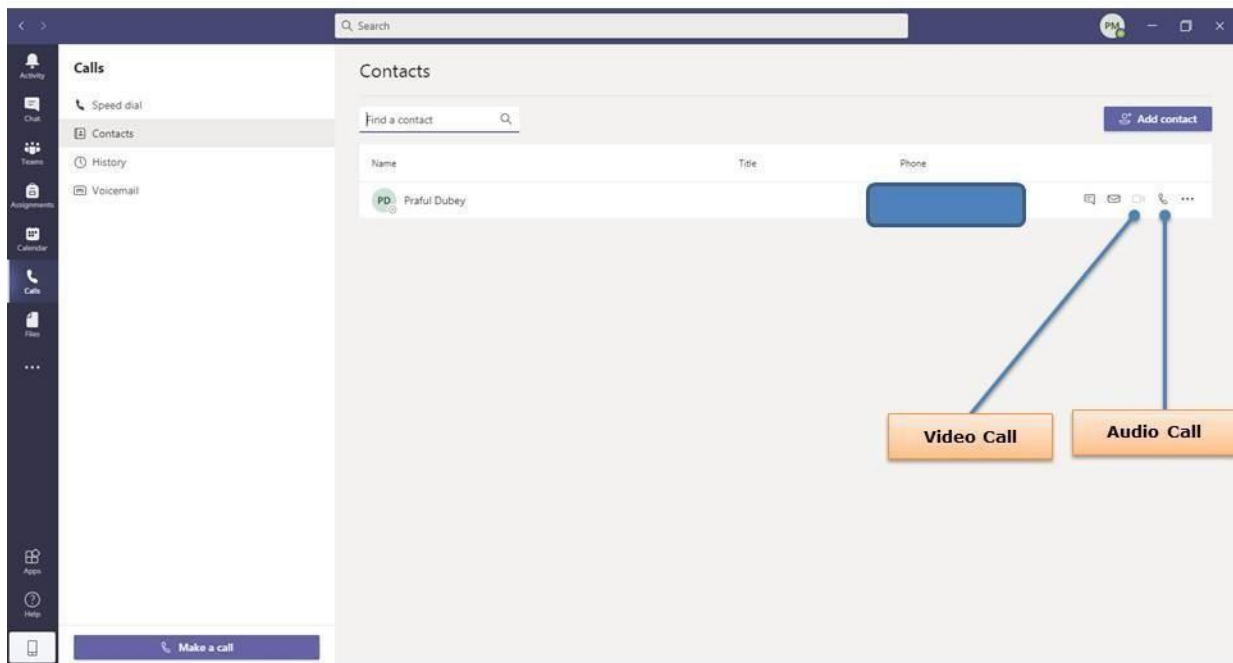 Search
PM
Activity
Chat
Teams
Assignments
Calendar
Calls
Files
Apps
Help
Calls
Speed dial
Contacts
History
Voicemail
Make a call
Contacts
Find a contact
Add contact
Name Title Phone
PD Praful Dubey
Video Call
Audio Call